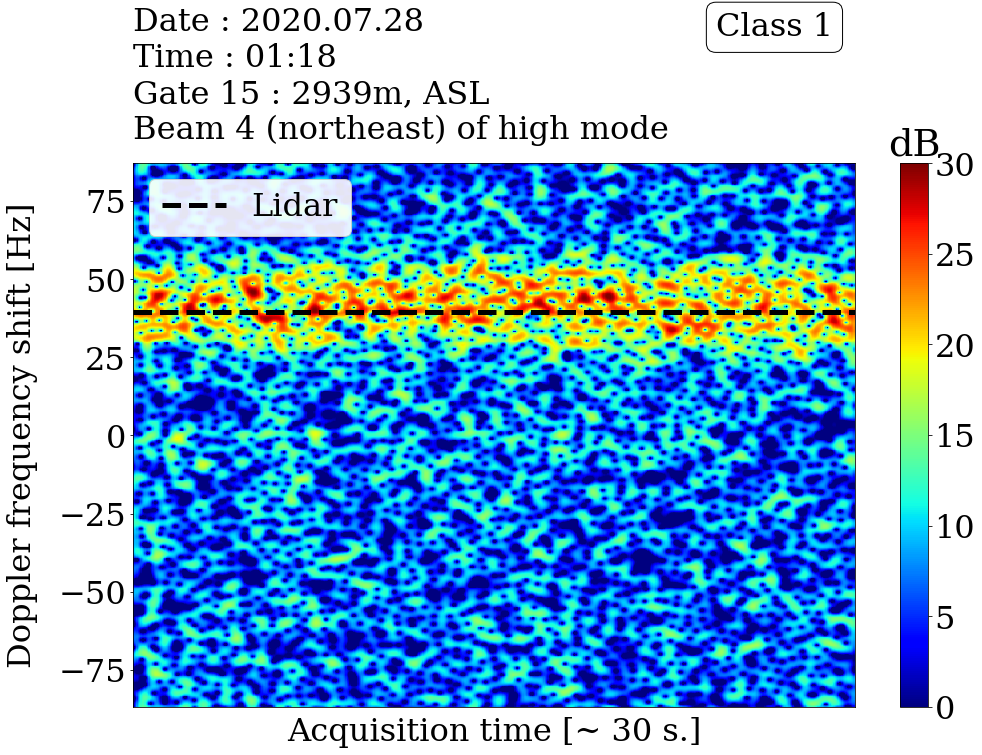 Date : 2020.07.28
Time : 01:18
Gate 15 : 2939m, ASL
Beam 4 (northeast) of high mode
Class 1
dB
Lidar
Doppler frequency shift [Hz]
75
50
25
0
−25
−50
−75
30
25
20
15
10
5
0
Acquisition time [~ 30 s.]